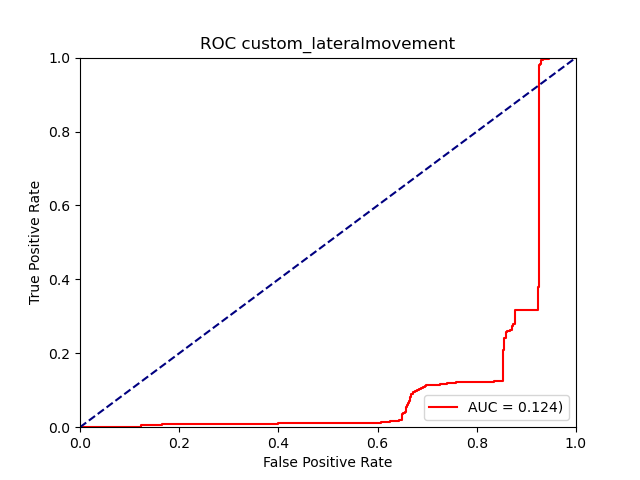 ROC custom_lateralmovement
True Positive Rate
1.0
0.8
0.6
0.4
0.2
0.0
AUC = 0.124)
0.0 0.2 0.4 0.6 0.8 1.0
False Positive Rate